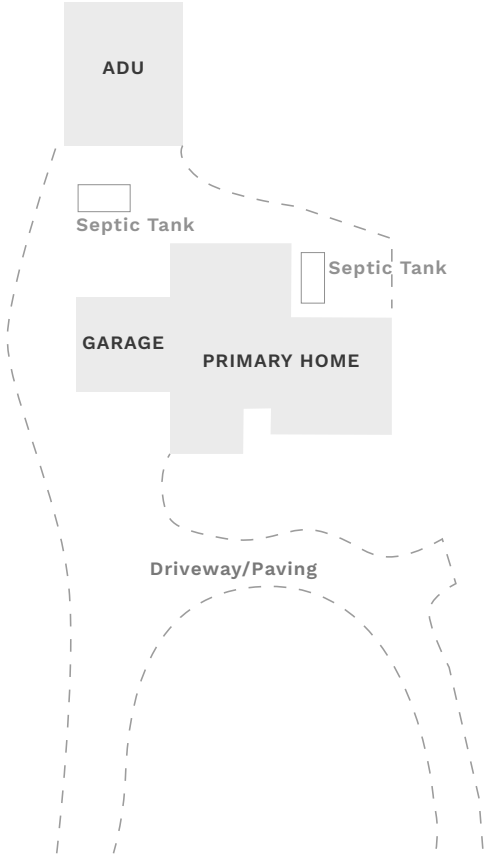 ADU
Septic Tank
Septic Tank
GARAGE
PRIMARY HOME
Driveway/Paving